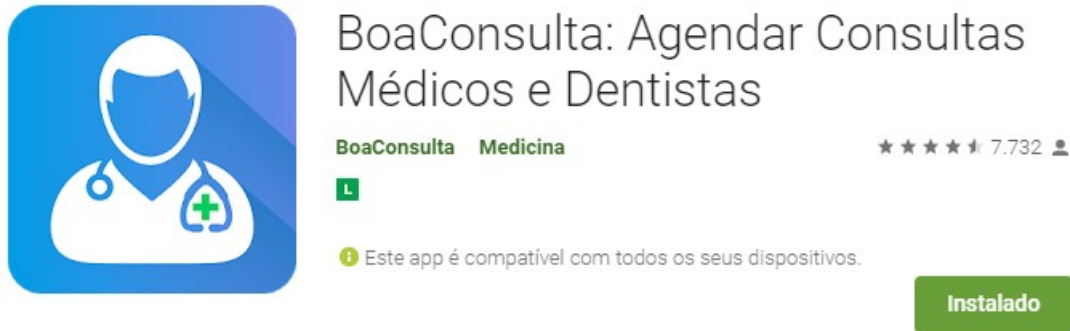 BoaConsulta: Agendar Consultas
Médicos e Dentistas
BoaConsulta Medicina 7.732
L
Este app é compatível com todos os seus dispositivos.
Instalado